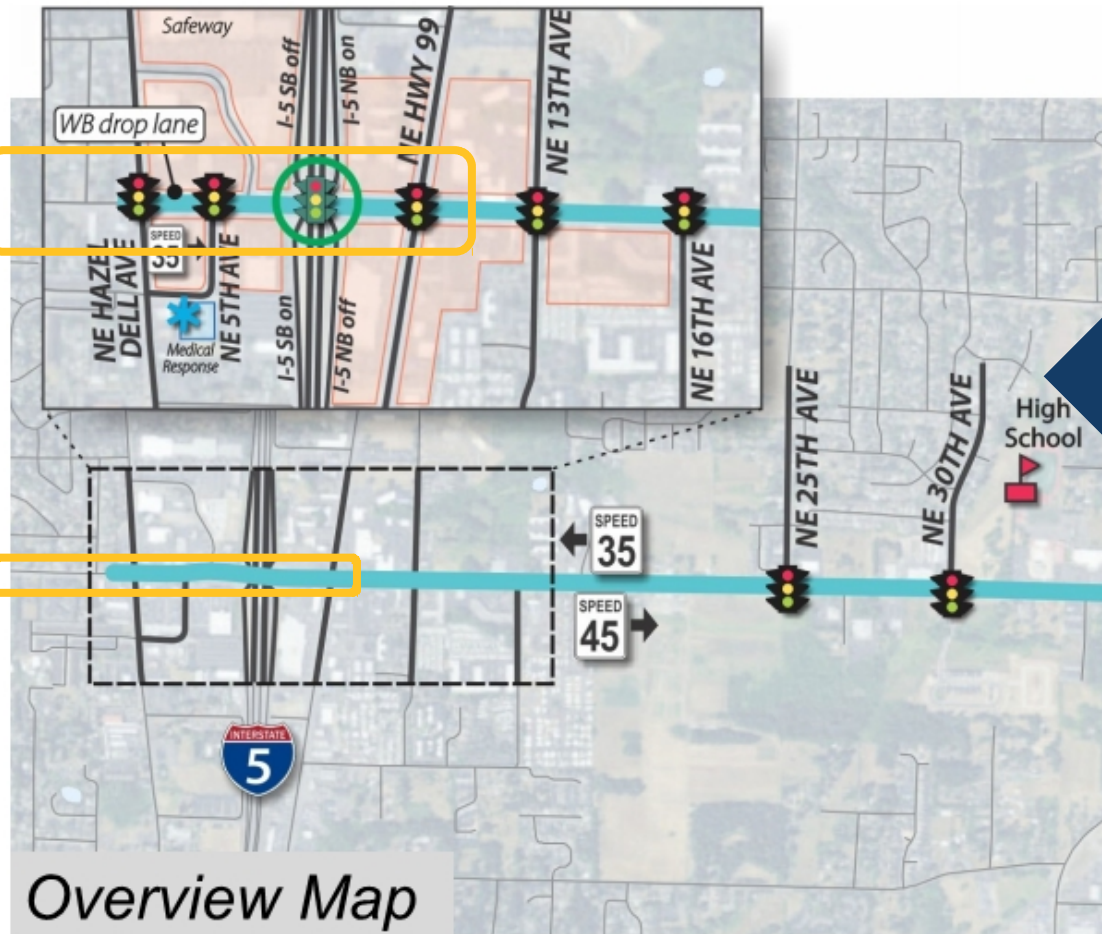 Safeway
WB drop lane
I-5 SB off
I-5 NB on
NE HWY 99
NE 13TH AVE
SPEED
35
NE HAZEL
DELL AVE
NE 5TH AVE
Medical
Response
I-5 SB on
I-5 NB off
NE 16TH AVE
NE 25TH AVE
NE 30TH AVE
High
School
SPEED
35
SPEED
45
INTERSTATE
5
Overview Map